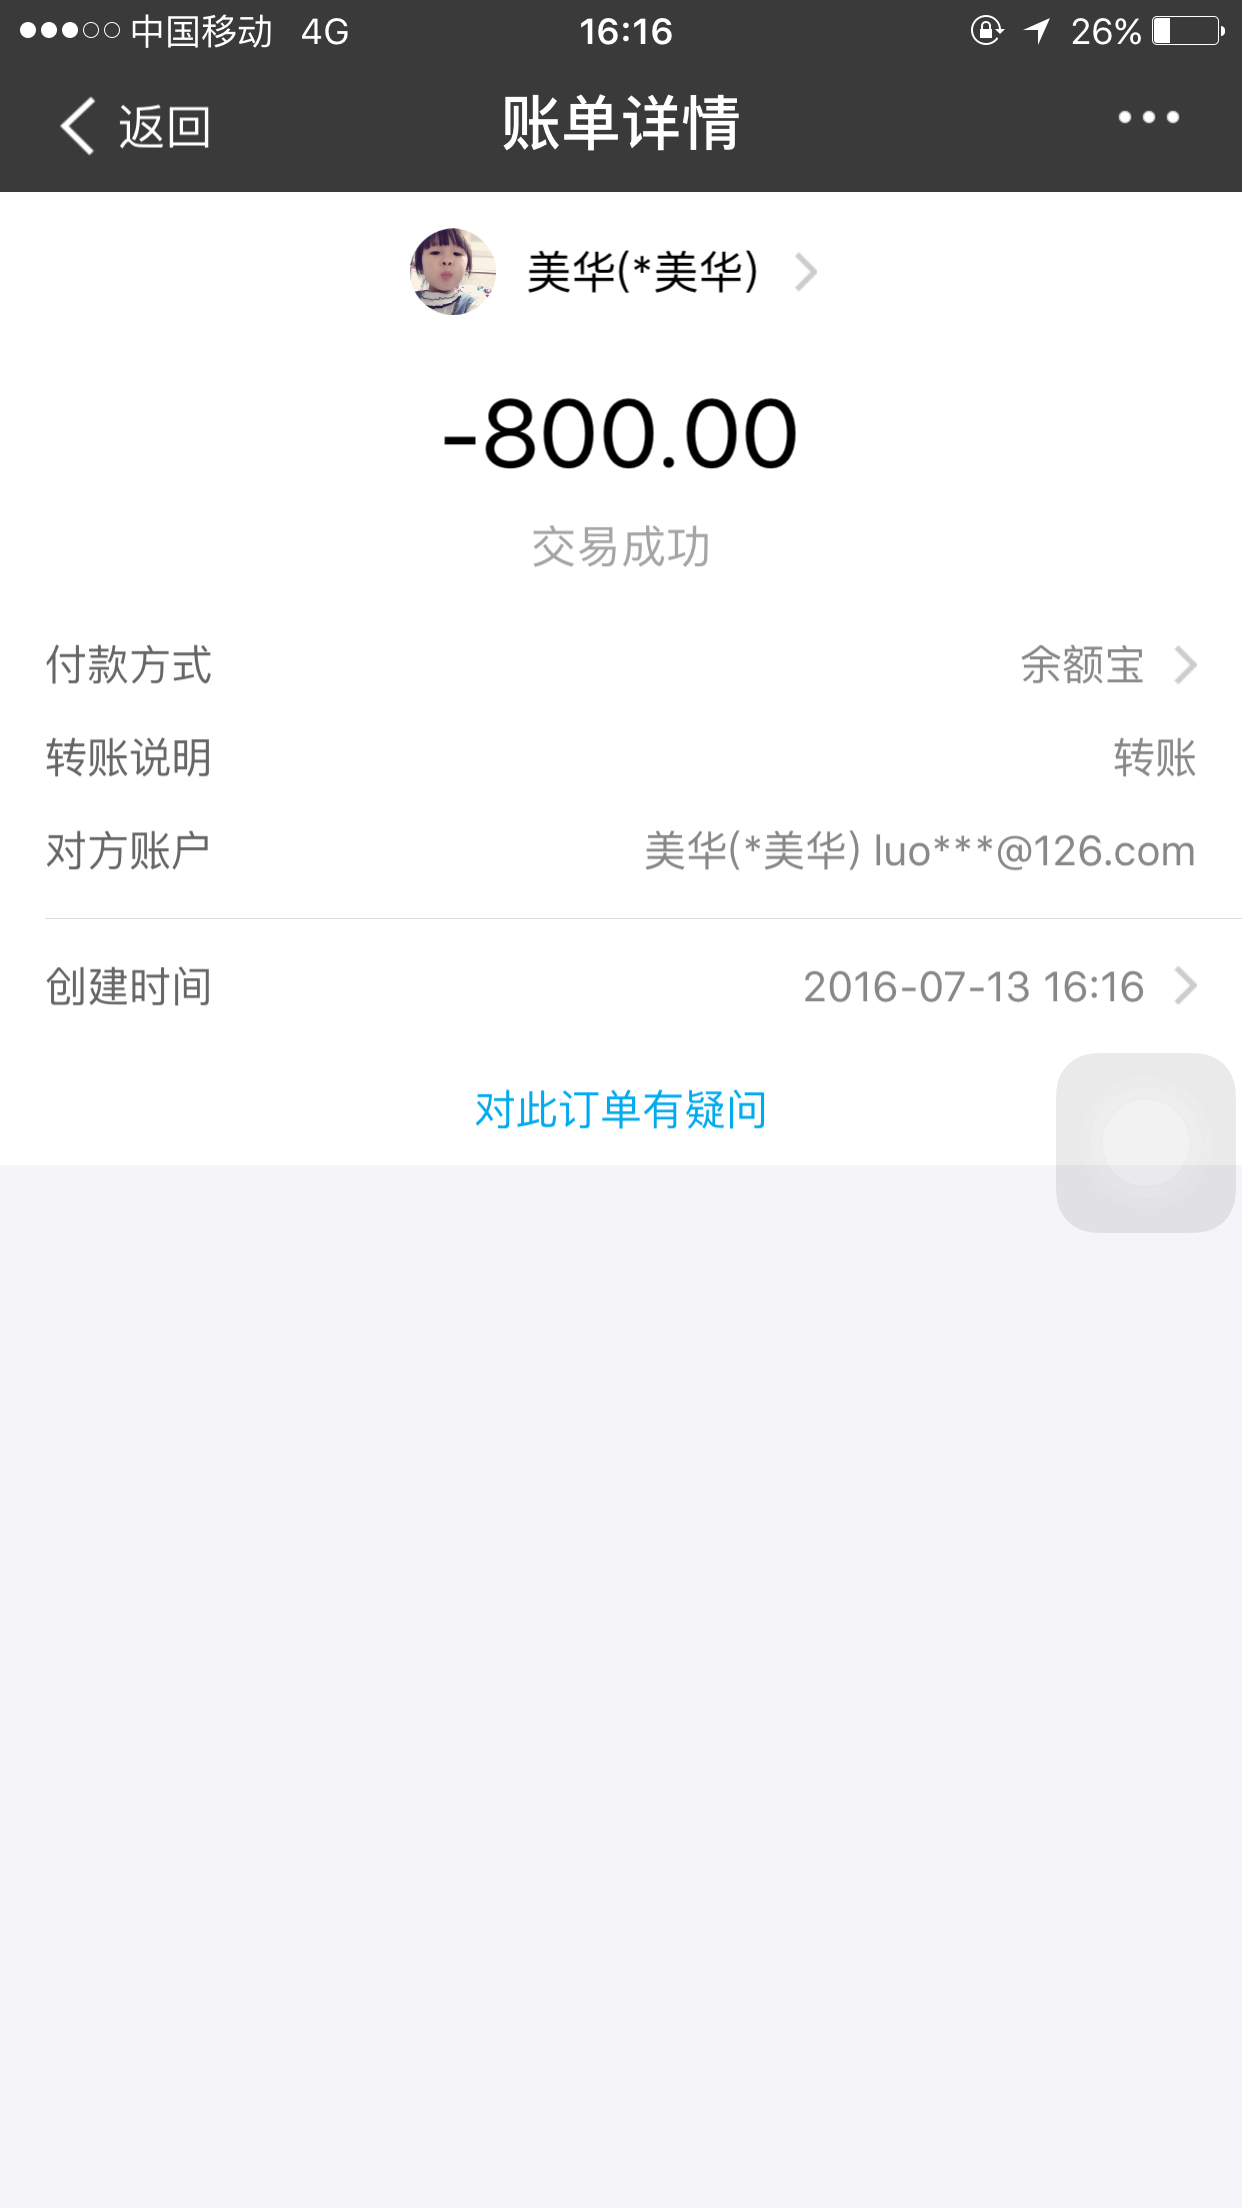 中国移动 4G 16:16 26%
返回 账单详情
美华(*美华)
-800.00
交易成功
付款方式 余额宝
转账说明 转账
对方账户 美华(*美华) luo***@126.com
创建时间 2016-07-13 16:16
对此订单有疑问